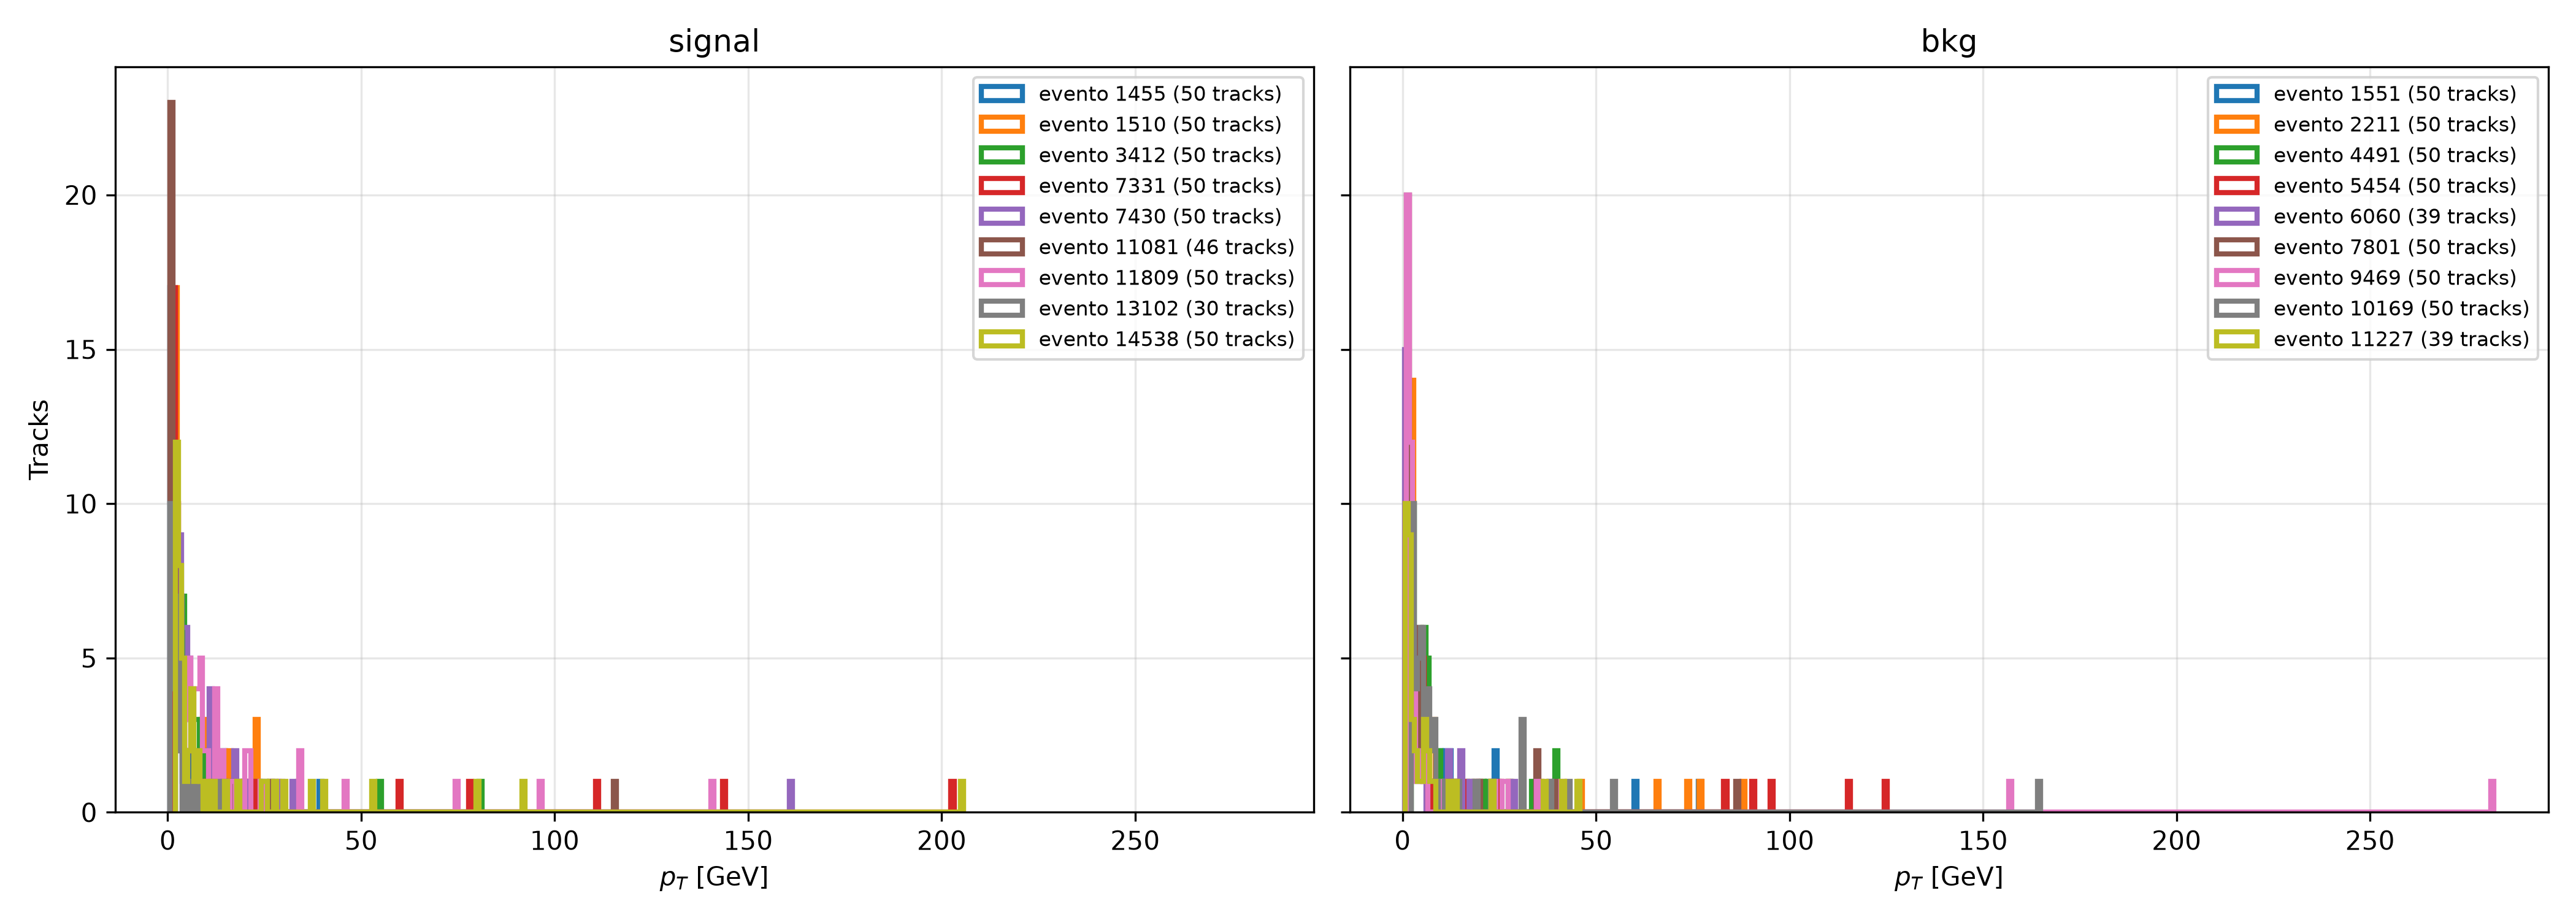 signal
evento 1455 (50 tracks)
evento 1510 (50 tracks)
evento 3412 (50 tracks)
evento 7331 (50 tracks)
evento 7430 (50 tracks)
evento 11081 (46 tracks)
evento 11809 (50 tracks)
evento 13102 (30 tracks)
evento 14538 (50 tracks)
Tracks
20
15
10
5
0
0 50 100 150 200 250
p_T [GeV]
bkg
evento 1551 (50 tracks)
evento 2211 (50 tracks)
evento 4491 (50 tracks)
evento 5454 (50 tracks)
evento 6060 (39 tracks)
evento 7801 (50 tracks)
evento 9469 (50 tracks)
evento 10169 (50 tracks)
evento 11227 (39 tracks)
0 50 100 150 200 250
p_T [GeV]